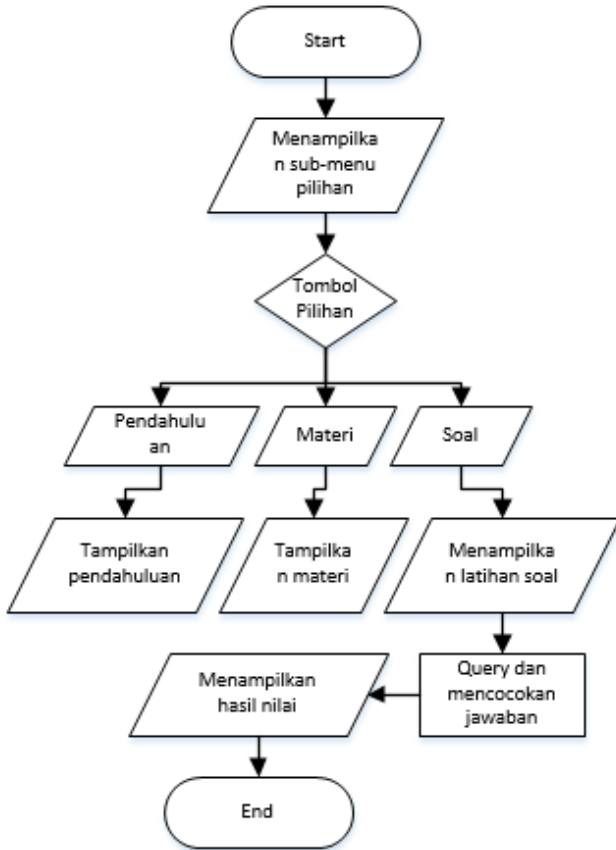 Start
Menampilka
n sub-menu
pilihan
Tombol
Pilihan
Pendahulu
an
Materi
Soal
Tampilkan
pendahuluan
Tampilka
n materi
Menampilka
n latihan soal
Menampilkan
hasil nilai
Query dan
mencocokan
jawaban
End